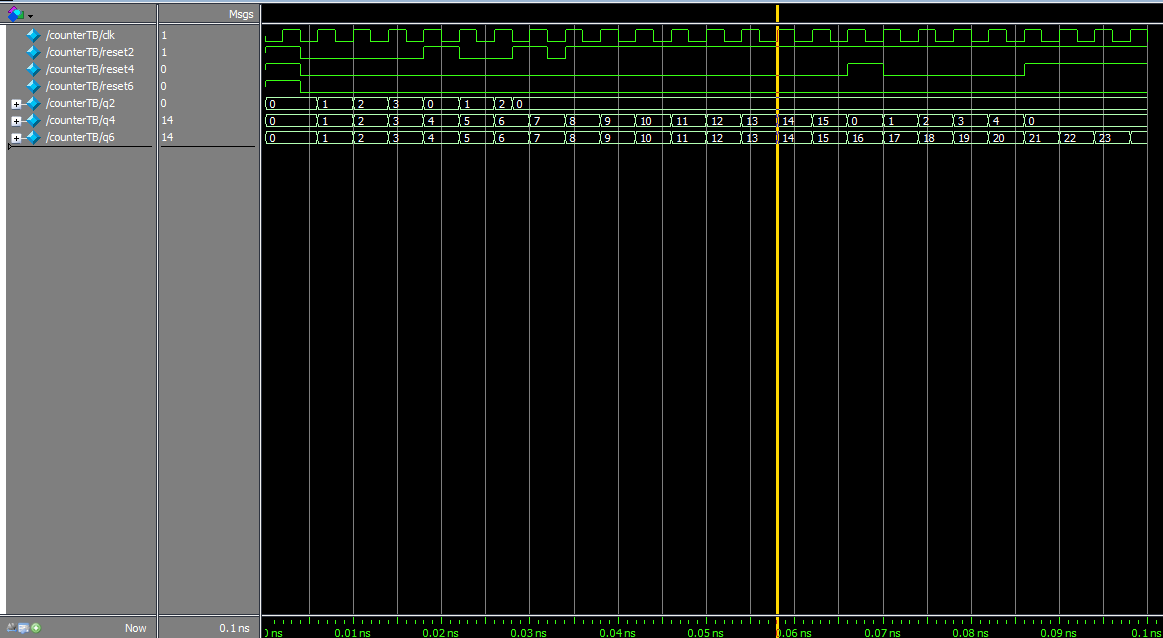 Msgs
/counterTB/clk 1
/counterTB/reset2 1
/counterTB/reset4 0
/counterTB/reset6 0
/counterTB/q2 0 0 1 2 3 0 1 2 0
/counterTB/q4 14 0 1 2 3 4 5 6 7 8 9 10 11 12 13 14 15 0 1 2 3 4 0
/counterTB/q6 14 0 1 2 3 4 5 6 7 8 9 10 11 12 13 14 15 16 17 18 19 20 21 22 23
Now 0.1 ns ns 0.01 ns 0.02 ns 0.03 ns 0.04 ns 0.05 ns 0.06 ns 0.07 ns 0.08 ns 0.09 ns 0.1 n